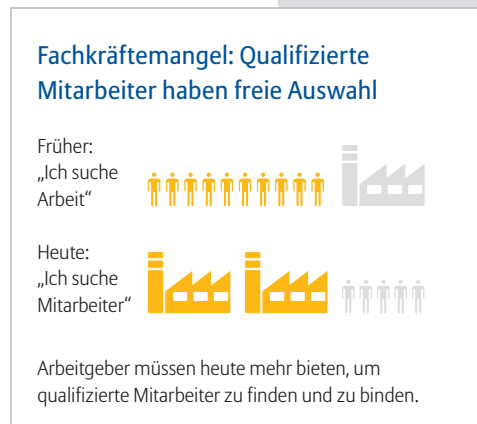 Fachkräftemangel: Qualifizierte
Mitarbeiter haben freie Auswahl
Früher:
„Ich suche
Arbeit“
Heute:
„Ich suche
Mitarbeiter“
Arbeitgeber müssen heute mehr bieten, um
qualifizierte Mitarbeiter zu finden und zu binden.